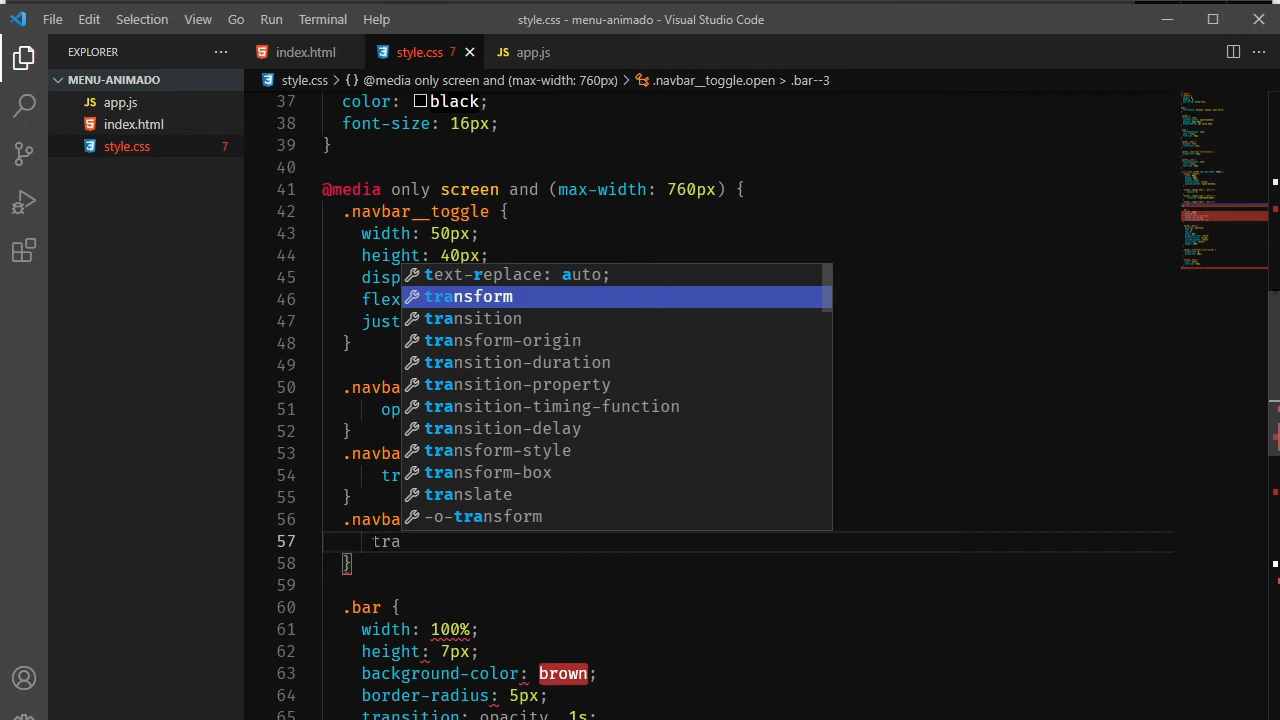 File Edit Selection View Go Run Terminal Help
style.css - menu-animado - Visual Studio Code
EXPLORER ...
index.html
style.css 7
JS app.js
MENU-ANIMADO
JS app.js
index.html
style.css 7
style.css > {} @media only screen and (max-width: 760px) > .navbar__toggle.open > .bar--3
37 color: black;
38 font-size: 16px;
39 }
40
41 @media only screen and (max-width: 760px) {
42 .navbar__toggle {
43 width: 50px;
44 height: 40px;
45 disp
46 flex
47 just
48 }
49
50 .navba
51 op
52 }
53 .navba
54 tr
55 }
56 .navba
57 tra
58 }
59
60 .bar {
61 width: 100%;
62 height: 7px;
63 background-color: brown;
64 border-radius: 5px;
65 transition: opacity .1s;
text-replace: auto;
transform
transition
transform-origin
transition-duration
transition-property
transition-timing-function
transition-delay
transform-style
transform-box
translate
-o-transform